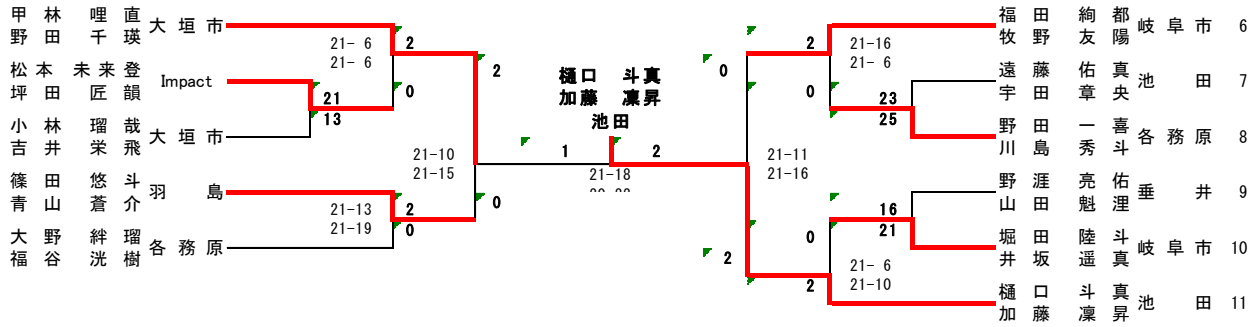 甲林 哩直
野田 千瑛
大垣市
松本 未来登
坪田 匠韻
Impact
小林 瑠哉
吉井 栄飛
大垣市
篠田 悠斗
青山 蒼介
羽島
大野 絆瑠
福谷 洸樹
各務原
21- 6
21- 6
2
0
21
13
21-10
21-15
2
0
21-13
21-19
2
0
樋口 斗真
加藤 凜昇
池田
1
2
21-18
0
2
21-11
21-16
2
0
21-16
21- 6
23
25
16
21
0
2
21- 6
21-10
福田 絢都
牧野 友陽
岐阜市 6
遠藤 佑真
宇田 章央
池田 7
野田 一喜
川島 秀斗
各務原 8
野涯 亮佑
山田 魁浬
垂井 9
堀田 陸斗
井坂 遥真
岐阜市 10
樋口 斗真
加藤 凜昇
池田 11